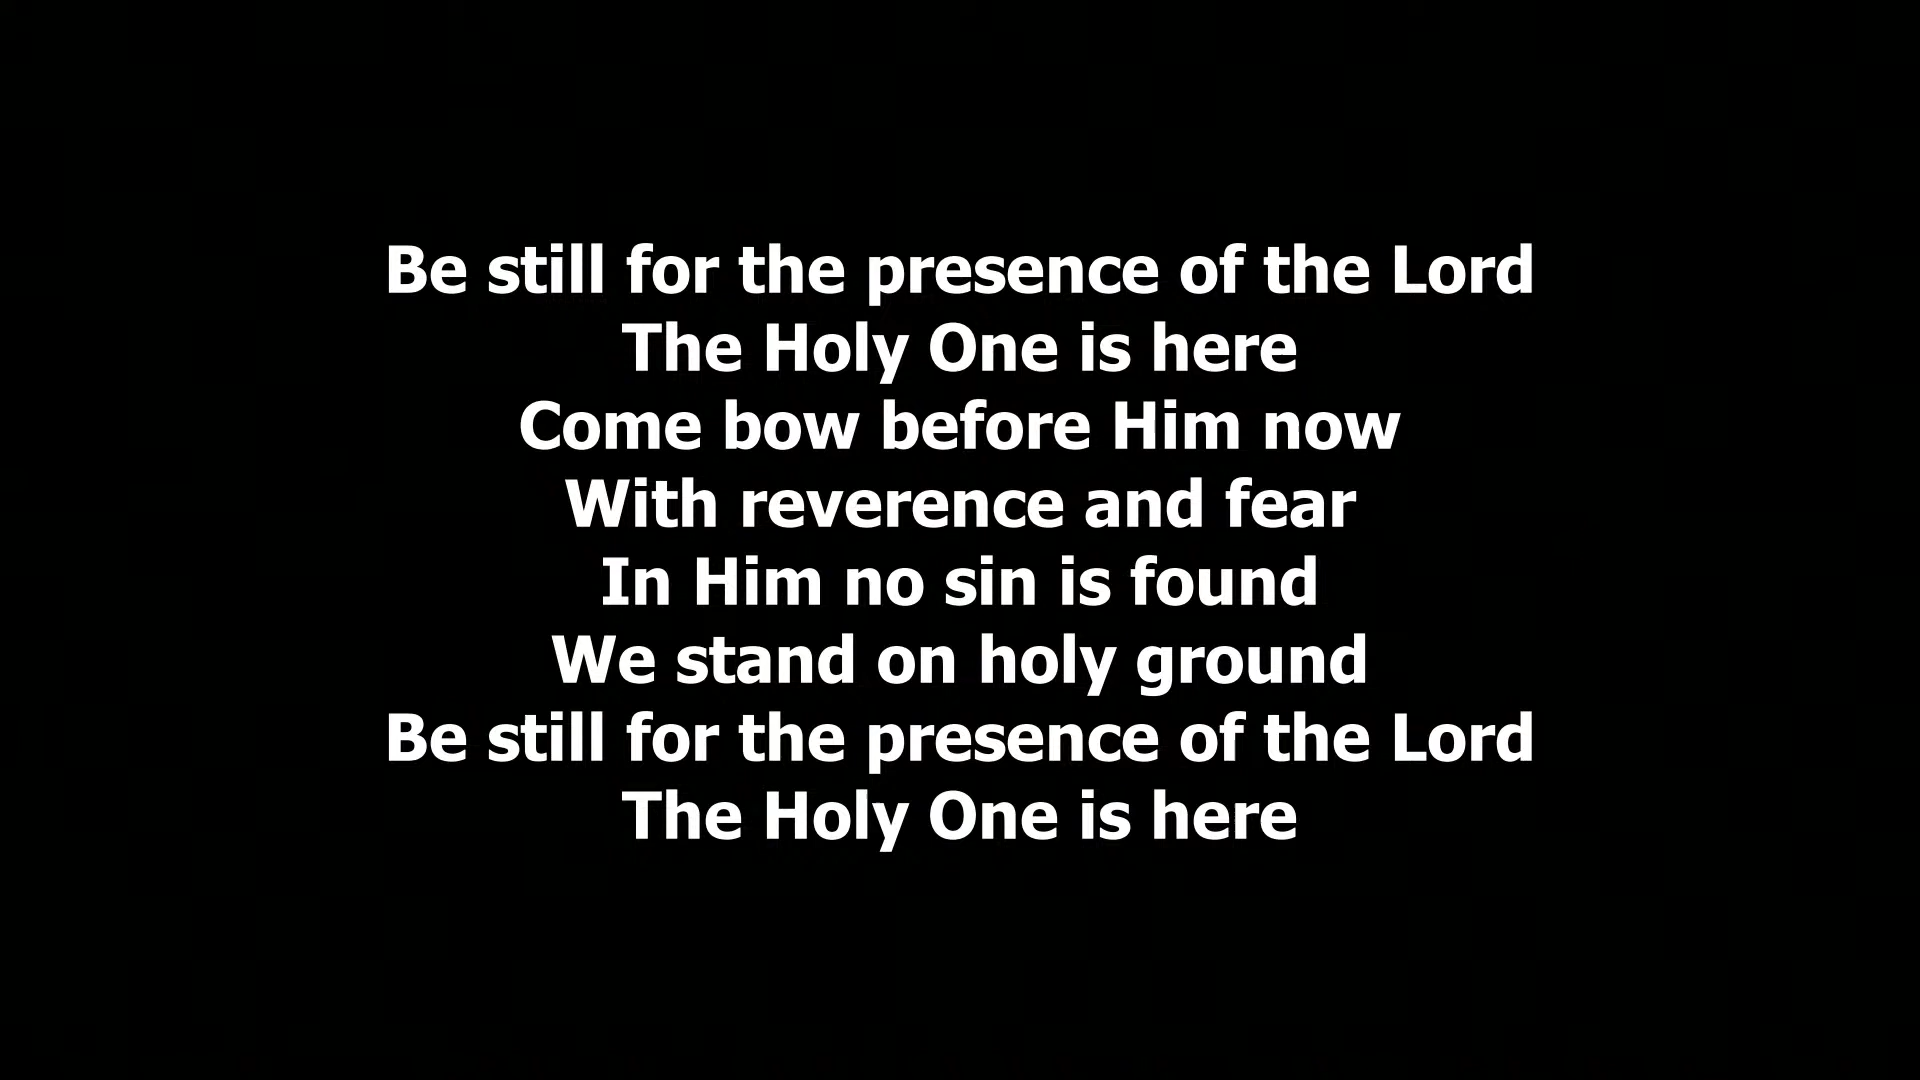 Be still for the presence of the Lord
The Holy One is here
Come bow before Him now
With reverence and fear
In Him no sin is found
We stand on holy ground
Be still for the presence of the Lord
The Holy One is here